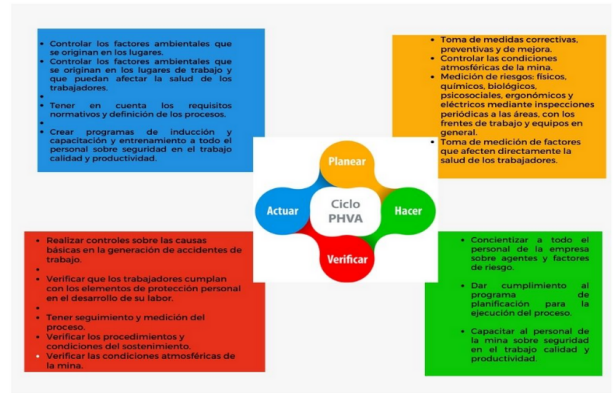 • Controlar los factores ambientales que
se originan en los lugares.
• Controlar los factores ambientales que
se originan en los lugares de trabajo y
que puedan afectar la salud de los
trabajadores.
•
• Tener en cuenta los requisitos
normativos y definición de los procesos.
•
• Crear programas de inducción y
capacitación y entrenamiento a todo el
personal sobre seguridad en el trabajo
calidad y productividad.
• Toma de medidas correctivas,
preventivas y de mejora.
• Controlar las condiciones
atmosféricas de la mina.
• Medición de riesgos: físicos,
químicos, biológicos,
psicosociales, ergonómicos y
eléctricos mediante inspecciones
periódicas a las áreas, con los
frentes de trabajo y equipos en
general.
• Toma de medición de factores
que afecten directamente la
salud de los trabajadores.
Planear
Actuar
Ciclo
PHVA
Hacer
Verificar
• Realizar controles sobre las causas
básicas en la generación de accidentes de
trabajo.
•
• Verificar que los trabajadores cumplan
con los elementos de protección personal
en el desarrollo de su labor.
•
• Tener seguimiento y medición del
proceso.
• Verificar los procedimientos y
condiciones del sostenimiento.
• Verificar las condiciones atmosféricas de
la mina.
• Concientizar a todo el
personal de la empresa
sobre agentes y factores
de riesgo.
• Dar cumplimiento al
programa de
planificación para la
ejecución del proceso.
• Capacitar al personal de
la mina sobre seguridad
en el trabajo calidad y
productividad.